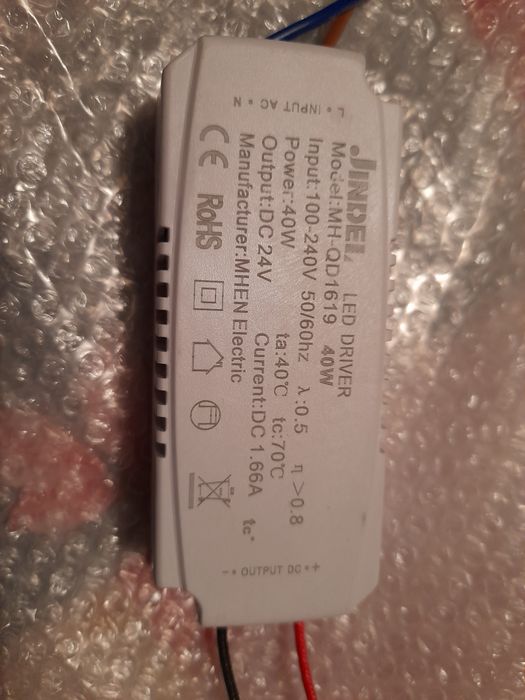 L • INPUT AC • N
JINDEL LED DRIVER
Model:MH-QD1619 40W
Input:100-240V 50/60hz λ:0.5 η >0.8
Power:40W ta:40℃ tc:70℃
Output:DC 24V Current:DC 1.66A
Manufacturer:MHEN Electric tc•
CE RoHS
- • OUTPUT DC • +